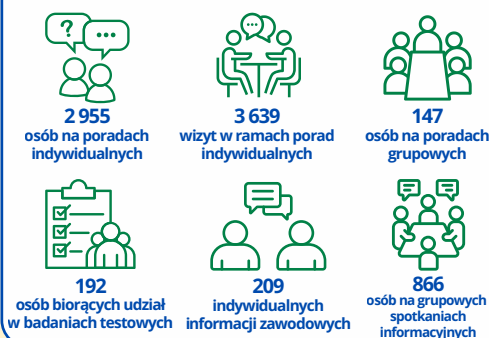 ?
2 955
osób na poradach
indywidualnych
3 639
wizyt w ramach porad
indywidualnych
147
osób na poradach
grupowych
192
osób biorących udział
w badaniach testowych
209
indywidualnych
informacji zawodowych
866
osób na grupowych
spotkaniach
informacyjnych